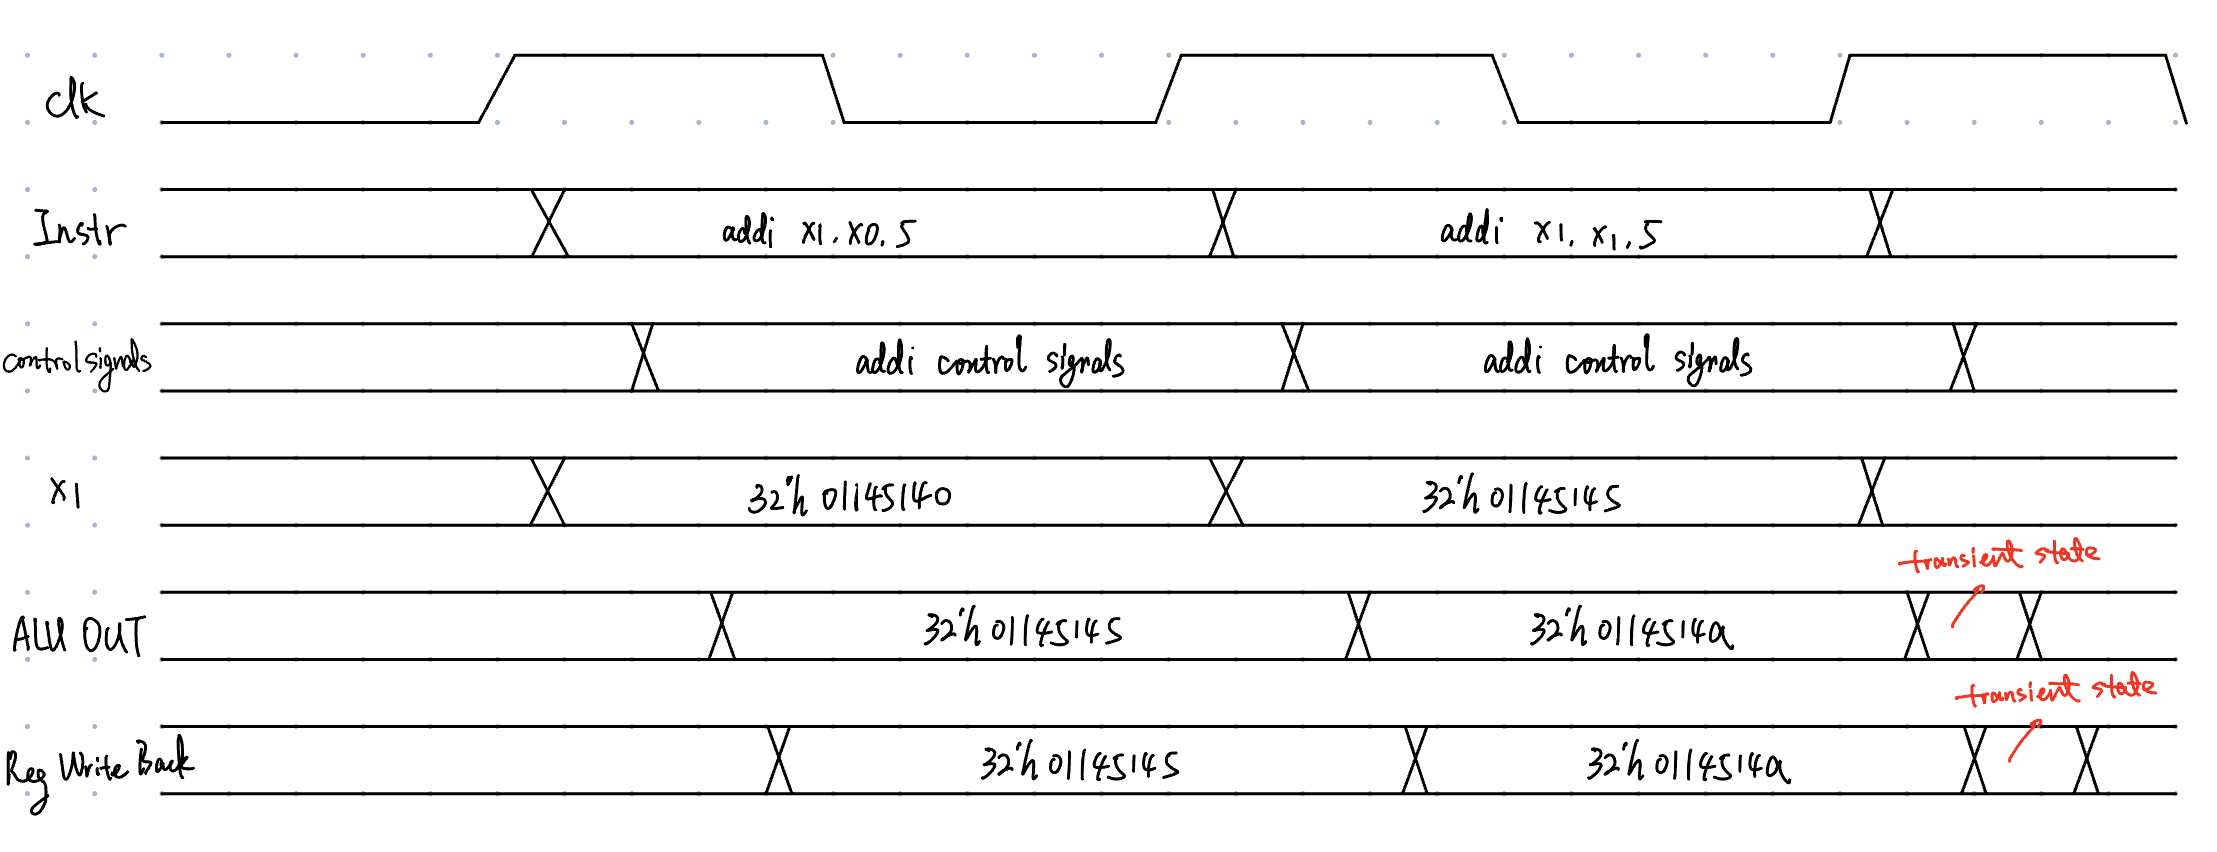 clk
Instr
addi x1, x0, 5
addi x1, x1, 5
control signals
addi control signals
addi control signals
x1
32'h 01145140
32'h 01145145
transient state
ALU OUT
32'h 01145145
32'h 0114514a
transient state
Reg Write Back
32'h 01145145
32'h 0114514a